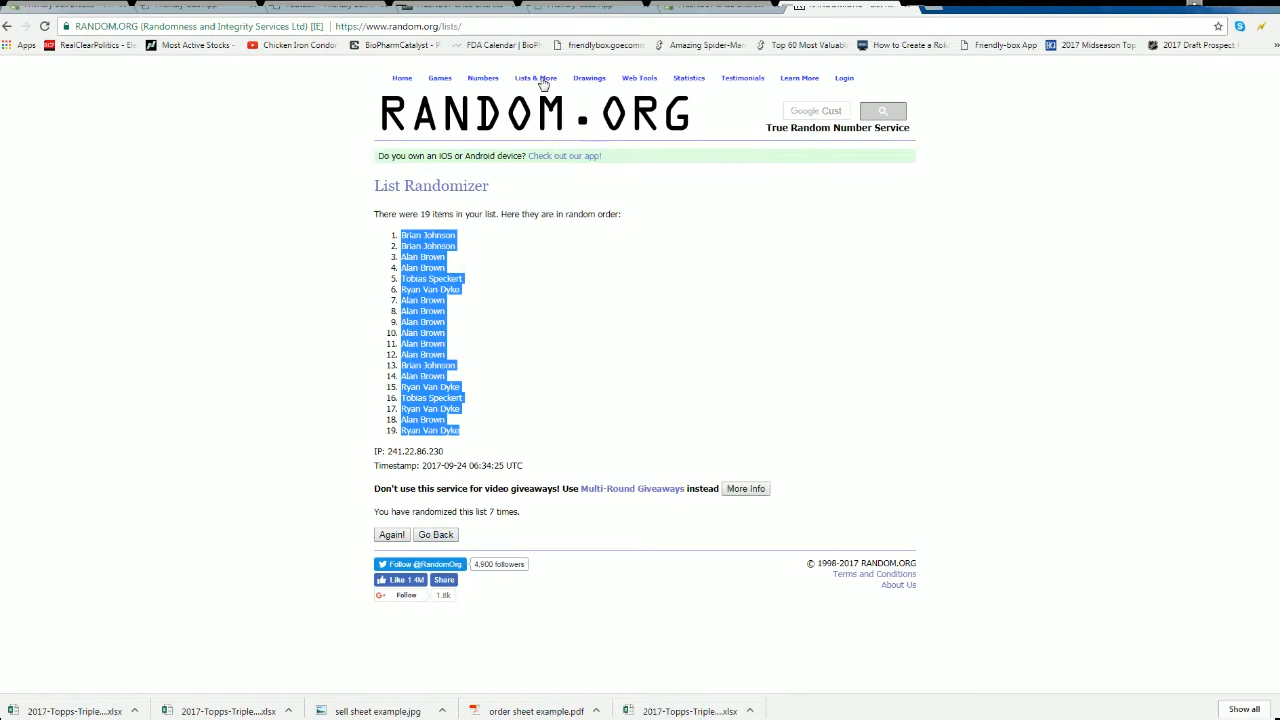 RANDOM.ORG (Randomness and Integrity Services Ltd) [IE] https://www.random.org/lists/
Apps RealClearPolitics - Ele Most Active Stocks - Chicken Iron Condor BioPharmCatalyst - FDA Calendar | BioPI friendlybox.goecomm Amazing Spider-Man Top 60 Most Valuabl How to Create a Roki Friendly-box App 2017 Midseason Top 2017 Draft Prospect »
Home Games Numbers Lists & More Drawings Web Tools Statistics Testimonials Learn More Login
RANDOM.ORG
Google Cust
True Random Number Service
Do you own an iOS or Android device? Check out our app!
List Randomizer
There were 19 items in your list. Here they are in random order:
1. Brian Johnson
2. Brian Johnson
3. Alan Brown
4. Alan Brown
5. Tobias Speckert
6. Ryan Van Dyke
7. Alan Brown
8. Alan Brown
9. Alan Brown
10. Alan Brown
11. Alan Brown
12. Alan Brown
13. Brian Johnson
14. Alan Brown
15. Ryan Van Dyke
16. Tobias Speckert
17. Ryan Van Dyke
18. Alan Brown
19. Ryan Van Dyke
IP: 241.22.86.230
Timestamp: 2017-09-24 06:34:25 UTC
Don't use this service for video giveaways! Use Multi-Round Giveaways instead More Info
You have randomized this list 7 times.
Again! Go Back
Follow @RandomOrg 4,900 followers
Like 1.4M Share
G+ Follow 1.8k
© 1998-2017 RANDOM.ORG
Terms and Conditions
About Us
2017-Topps-Triple....xlsx 2017-Topps-Triple....xlsx sell sheet example.jpg order sheet example.pdf 2017-Topps-Triple....xlsx Show all